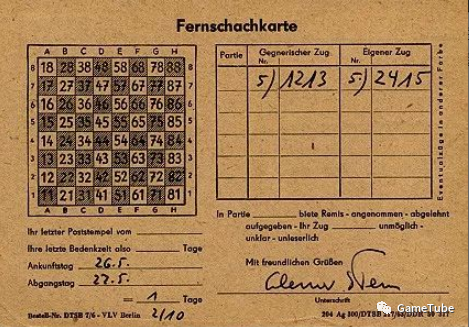 Fernschachkarte
A B C D E F G H
8 18 28 38 48 58 68 78 88 8
7 17 27 37 47 57 67 77 87 7
6 16 26 36 46 56 66 76 86 6
5 15 25 35 45 55 65 75 85 5
4 14 24 34 44 54 64 74 84 4
3 13 23 33 43 53 63 73 83 3
2 12 22 32 42 52 62 72 82 2
1 11 21 31 41 51 61 71 81 1
A B C D E F G H
Ihr letzter Poststempel vom
Ihre letzte Bedenkzeit also Tage
Ankunftstag 26.5.
Abgangstag 27.5.
= 1 Tage
2/10
Bestell-Nr. DTSB 7/6 - VLV Berlin
Partie Gegnerischer Zug Eigener Zug
Nr. Nr.
5) 1213 5) 2415
Eventualzüge in anderer Farbe
In Partie biete Remis - angenommen - abgelehnt
aufgegeben - Ihr Zug unmöglich -
unklar - unleserlich
Mit freundlichen Grüßen
Unterschrift
GameTube